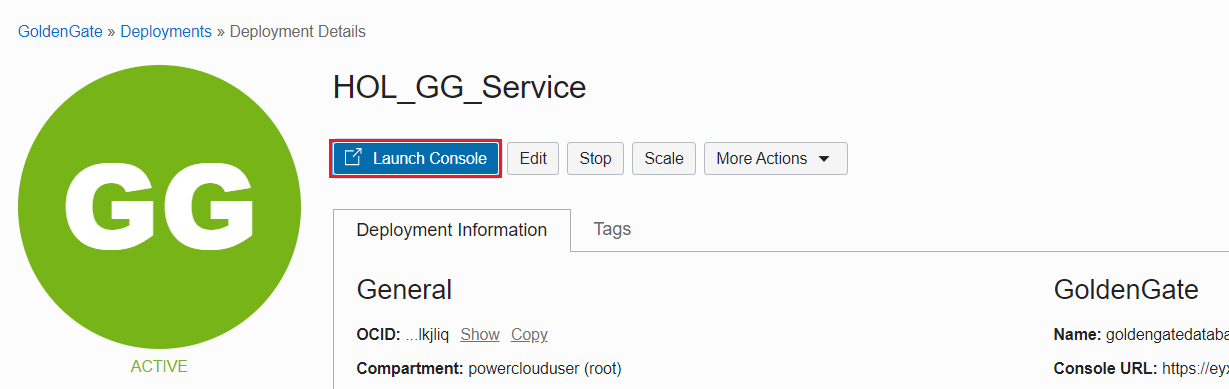 GoldenGate » Deployments » Deployment Details
GG
ACTIVE
HOL_GG_Service
Launch Console Edit Stop Scale More Actions
Deployment Information Tags
General
OCID: ...lkjliq Show Copy
Compartment: powerclouduser (root)
GoldenGate
Name: goldengatedataba
Console URL: https://ey